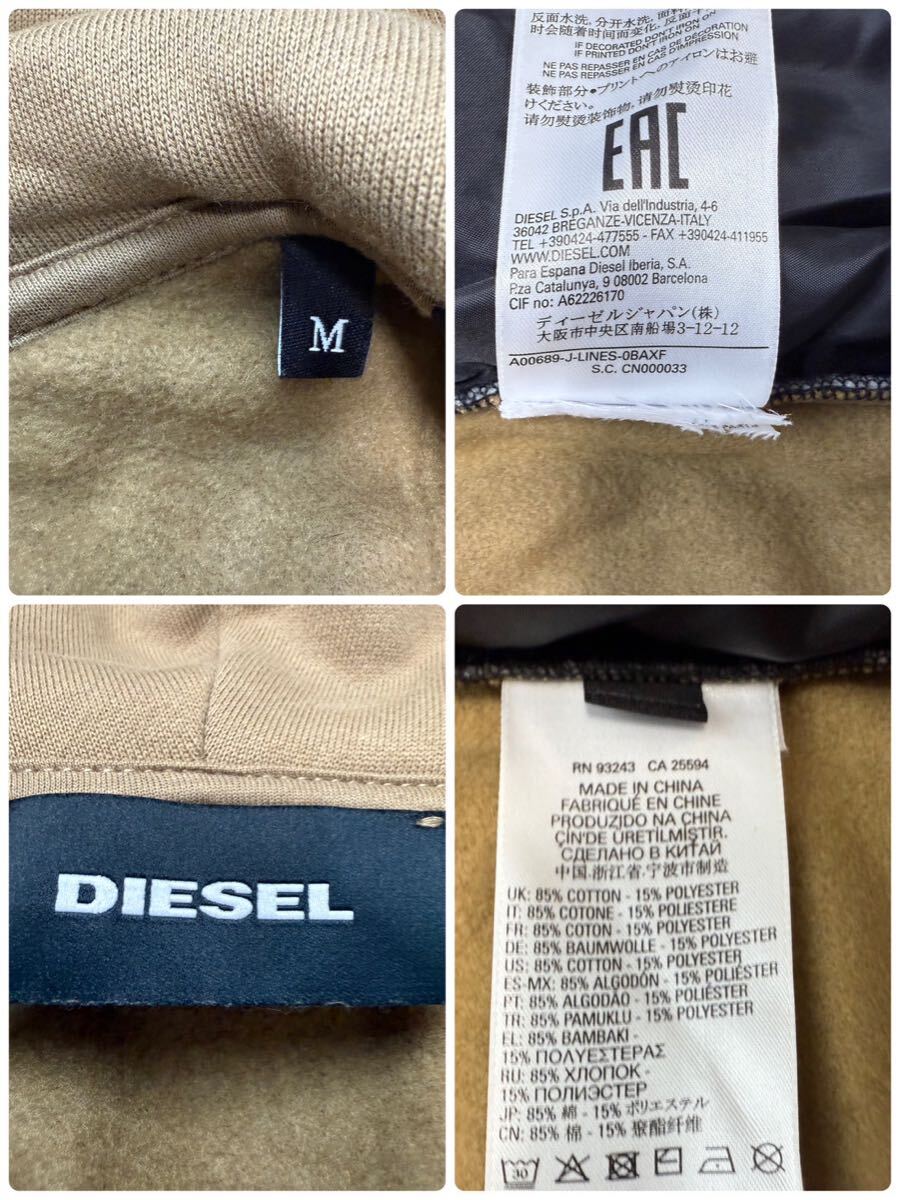 M
反面水洗,分开水洗,面料
时会随着时间而变化,反面干
IF DECORATED DON'T IRON ON
IF PRINTED DON'T IRON ON
NE PAS REPASSER EN CAS DE DÉCORATION
NE PAS REPASSER EN CAS D'IMPRESSION
装飾部分●プリントへのアイロンはお避
けください。
请勿熨烫装饰物,请勿熨烫印花
EAC
DIESEL S.p.A. Via dell'Industria, 4-6
36042 BREGANZE-VICENZA-ITALY
TEL +390424-477555 - FAX +390424-411955
WWW.DIESEL.COM
Para Espana Diesel Iberia, S.A.
P.za Catalunya, 9 08002 Barcelona
CIF no: A62226170
ディーゼルジャパン(株)
大阪市中央区南船場3-12-12
A00689-J-LINES-0BAXF
S.C. CN000033
DIESEL
RN 93243 CA 25594
MADE IN CHINA
FABRIQUÉ EN CHINE
PRODUZIDO NA CHINA
ÇIN'DE ÜRETILMIŞTIR.
СДЕЛАНО В КИТАЙ
中国.浙江省.宁波市制造
UK: 85% COTTON - 15% POLYESTER
IT: 85% COTONE - 15% POLIESTERE
FR: 85% COTON - 15% POLYESTER
DE: 85% BAUMWOLLE - 15% POLYESTER
US: 85% COTTON - 15% POLYESTER
ES-MX: 85% ALGODÓN - 15% POLIÉSTER
PT: 85% ALGODÃO - 15% POLIÉSTER
TR: 85% PAMUKLU - 15% POLYESTER
EL: 85% ΒΑΜΒΑΚΙ -
15% ΠΟΛΥΕΣΤΕΡΑΣ
RU: 85% ХЛОПОК -
15% ПОЛИЭСТЕР
JP: 85% 綿 - 15% ポリエステル
CN: 85% 棉 - 15% 聚酯纤维
30